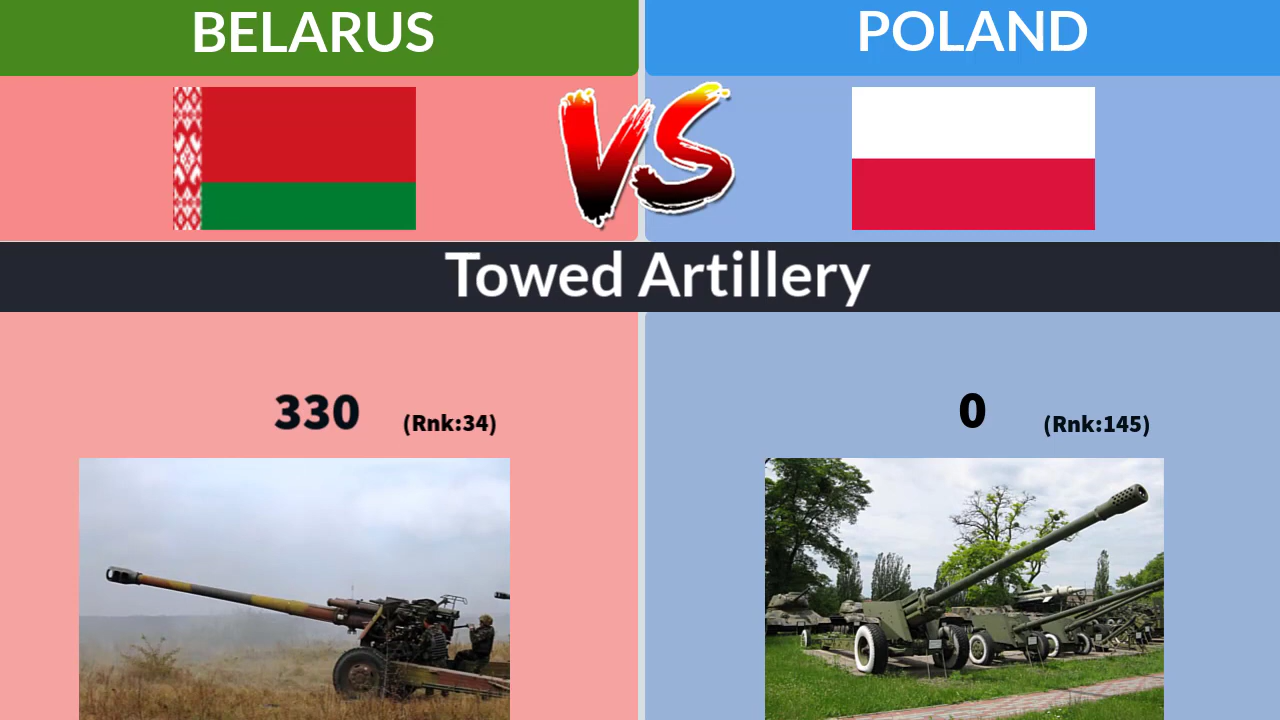 BELARUS
POLAND
VS
Towed Artillery
330 (Rnk:34)
0 (Rnk:145)